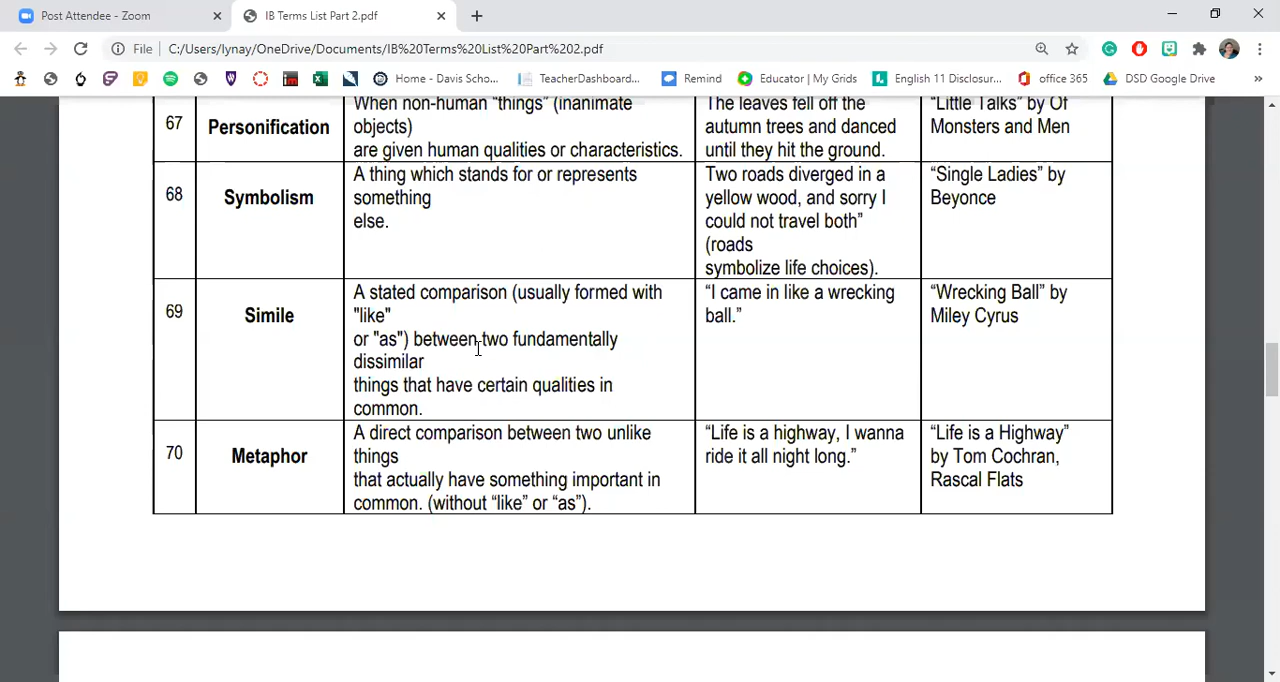 Post Attendee - Zoom
IB Terms List Part 2.pdf
File
C:/Users/lynay/OneDrive/Documents/IB%20Terms%20List%20Part%202.pdf
Home - Davis Scho...
TeacherDashboard...
Remind
Educator | My Grids
English 11 Disclosur...
office 365
DSD Google Drive
»
67
Personification
When non-human “things” (inanimate
objects)
are given human qualities or characteristics.
The leaves fell off the
autumn trees and danced
until they hit the ground.
“Little Talks” by Of
Monsters and Men
68
Symbolism
A thing which stands for or represents
something
else.
Two roads diverged in a
yellow wood, and sorry I
could not travel both”
(roads
symbolize life choices).
“Single Ladies” by
Beyonce
69
Simile
A stated comparison (usually formed with
"like"
or "as") between two fundamentally
dissimilar
things that have certain qualities in
common.
“I came in like a wrecking
ball.”
“Wrecking Ball” by
Miley Cyrus
70
Metaphor
A direct comparison between two unlike
things
that actually have something important in
common. (without “like” or “as”).
“Life is a highway, I wanna
ride it all night long.”
“Life is a Highway”
by Tom Cochran,
Rascal Flats